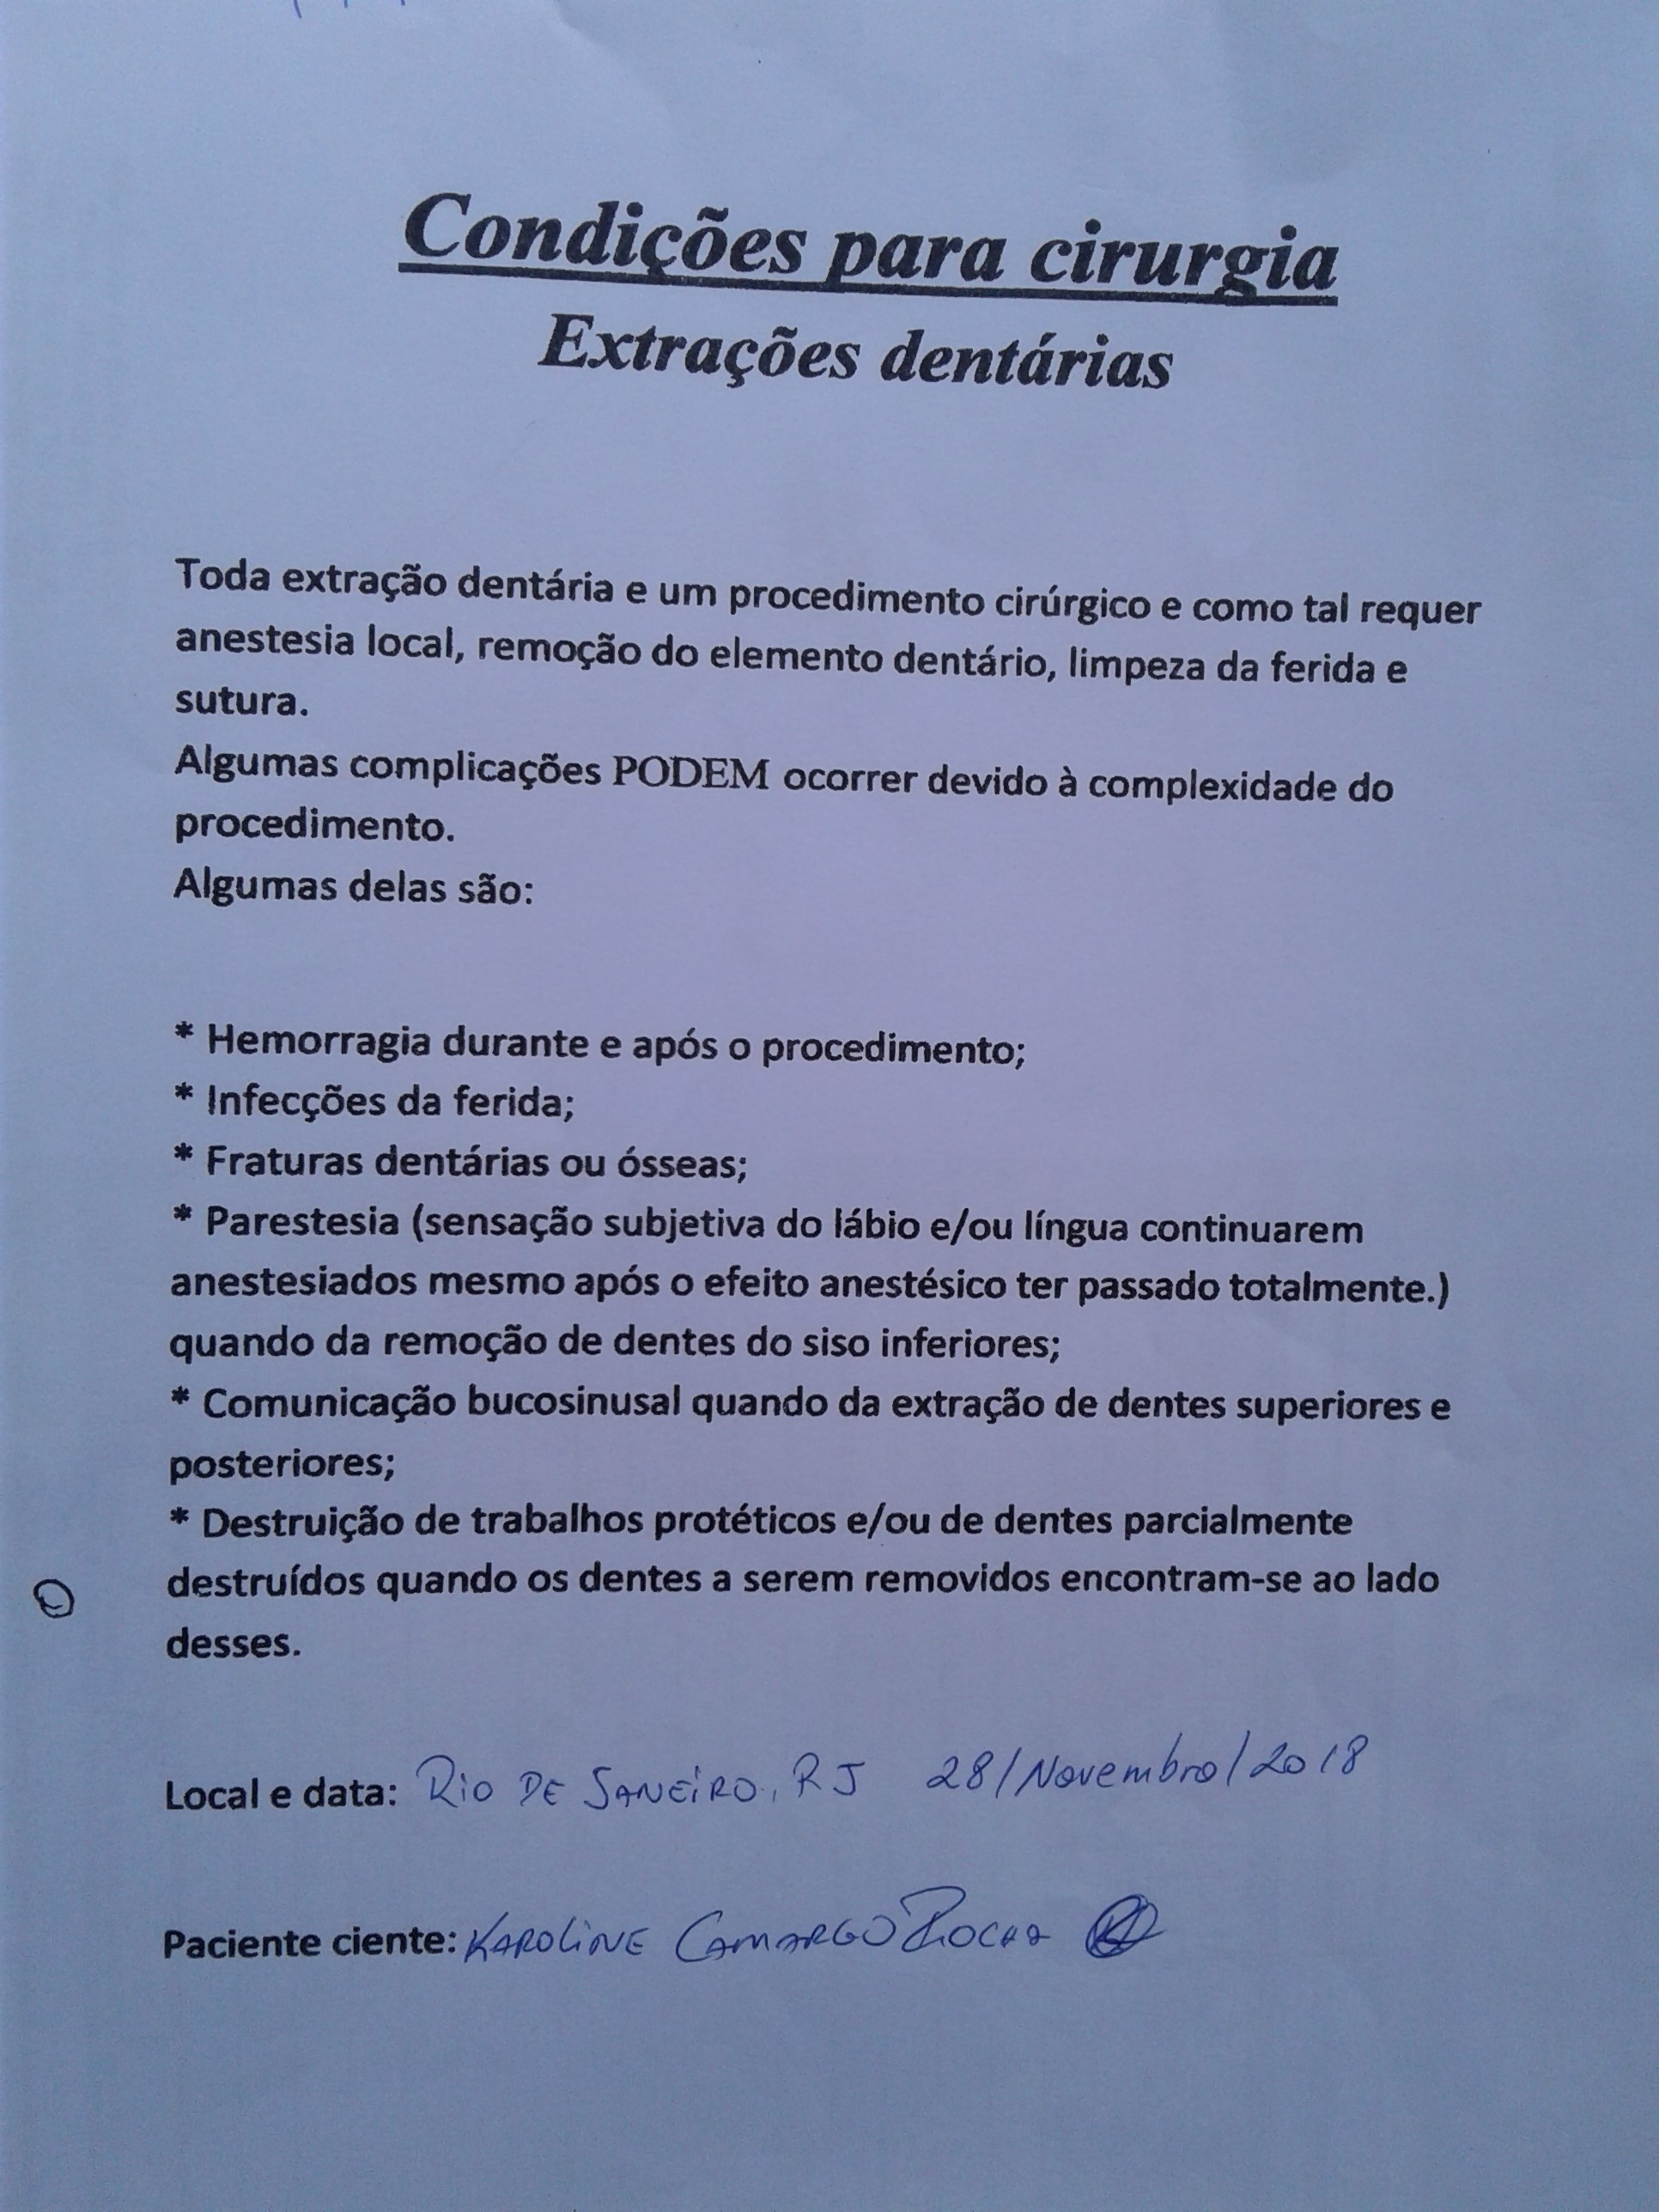 Condições para cirurgia
Extrações dentárias
Toda extração dentária e um procedimento cirúrgico e como tal requer
anestesia local, remoção do elemento dentário, limpeza da ferida e
sutura.
Algumas complicações PODEM ocorrer devido à complexidade do
procedimento.
Algumas delas são:
* Hemorragia durante e após o procedimento;
* Infecções da ferida;
* Fraturas dentárias ou ósseas;
* Parestesia (sensação subjetiva do lábio e/ou língua continuarem
anestesiados mesmo após o efeito anestésico ter passado totalmente.)
quando da remoção de dentes do siso inferiores;
* Comunicação bucosinusal quando da extração de dentes superiores e
posteriores;
* Destruição de trabalhos protéticos e/ou de dentes parcialmente
destruídos quando os dentes a serem removidos encontram-se ao lado
desses.
Local e data: RiO DE JANEiRO, RJ 28/Novembro/2018
Paciente ciente: KAROLiNE CAMARGO ROCHA